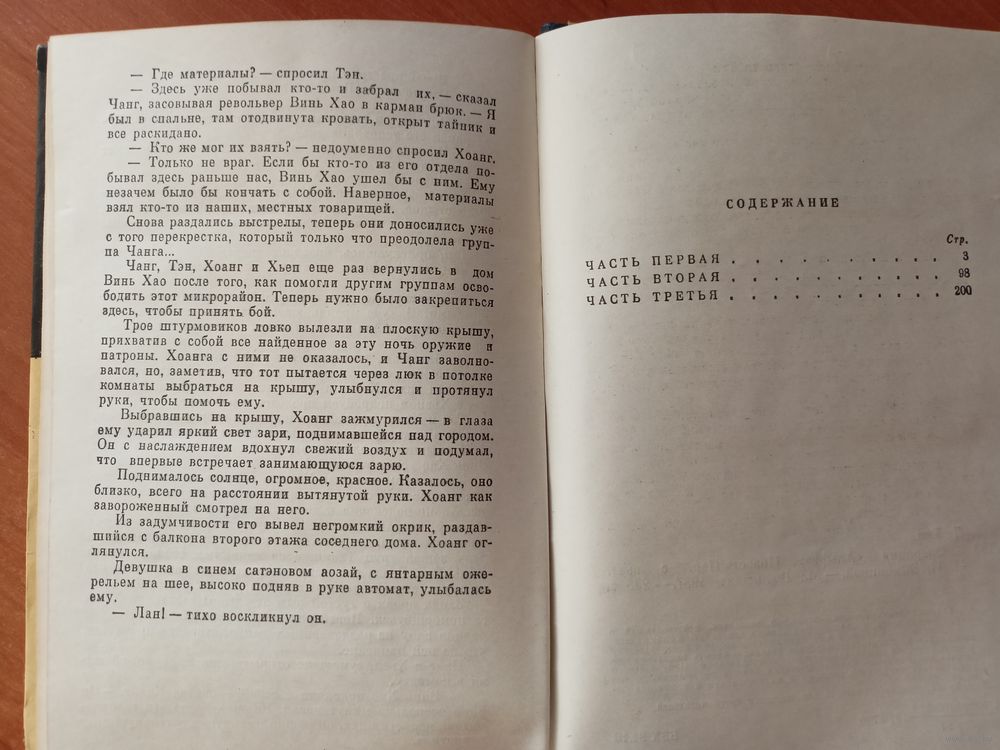 — Где материалы? — спросил Тэн.
— Здесь уже побывал кто-то и забрал их, — сказал
Чанг, засовывая револьвер Винь Хао в карман брюк. — Я
был в спальне, там отодвинута кровать, открыт тайник и
все раскидано.
— Кто же мог их взять? — недоуменно спросил Хоанг.
— Только не враг. Если бы кто-то из его отдела по-
бывал здесь раньше нас, Винь Хао ушел бы с ним. Ему
незачем было бы кончать с собой. Наверное, материалы
взял кто-то из наших, местных товарищей.
Снова раздались выстрелы, теперь они доносились уже
с того перекрестка, который только что преодолела груп-
па Чанга...
Чанг, Тэн, Хоанг и Хьеп еще раз вернулись в дом
Винь Хао после того, как помогли другим группам осво-
бодить этот микрорайон. Теперь нужно было закрепиться
здесь, чтобы принять бой.
Трое штурмовиков ловко вылезли на плоскую крышу,
прихватив с собой все найденное за эту ночь оружие и
патроны. Хоанга с ними не оказалось, и Чанг заволно-
вался, но, заметив, что тот пытается через люк в потолке
комнаты выбраться на крышу, улыбнулся и протянул
руки, чтобы помочь ему.
Выбравшись на крышу, Хоанг зажмурился — в глаза
ему ударил яркий свет зари, поднимавшейся над городом.
Он с наслаждением вдохнул свежий воздух и подумал,
что впервые встречает занимающуюся зарю.
Поднималось солнце, огромное, красное. Казалось, оно
близко, всего на расстоянии вытянутой руки. Хоанг как
завороженный смотрел на него.
Из задумчивости его вывел негромкий окрик, раздав-
шийся с балкона второго этажа соседнего дома. Хоанг ог-
лянулся.
Девушка в синем сатэновом аозай, с янтарным оже-
рельем на шее, высоко подняв в руке автомат, улыбалась
ему.
— Лан! — тихо воскликнул он.
СОДЕРЖАНИЕ
Стр.
ЧАСТЬ ПЕРВАЯ . . . . . . . . . . 3
ЧАСТЬ ВТОРАЯ . . . . . . . . . . 98
ЧАСТЬ ТРЕТЬЯ . . . . . . . . . . 200